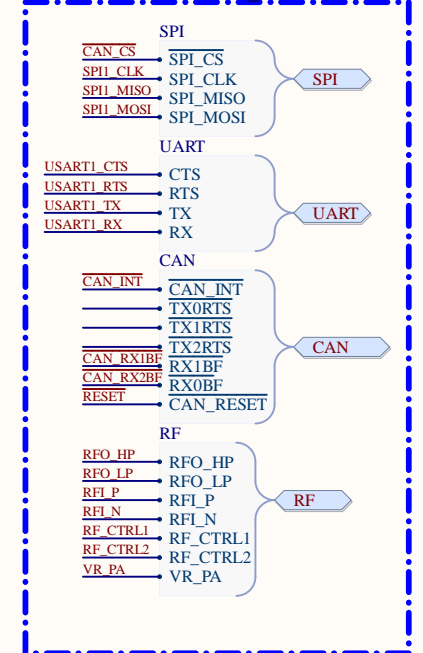 SPI
CAN_CS SPI_CS
SPI1_CLK SPI_CLK SPI
SPI1_MISO SPI_MISO
SPI1_MOSI SPI_MOSI
UART
USART1_CTS CTS
USART1_RTS RTS
USART1_TX TX UART
USART1_RX RX
CAN
CAN_INT CAN_INT
TX0RTS
TX1RTS
TX2RTS CAN
CAN_RX1BF RX1BF
CAN_RX2BF RX0BF
RESET CAN_RESET
RF
RFO_HP RFO_HP
RFO_LP RFO_LP
RFI_P RFI_P RF
RFI_N RFI_N
RF_CTRL1 RF_CTRL1
RF_CTRL2 RF_CTRL2
VR_PA VR_PA